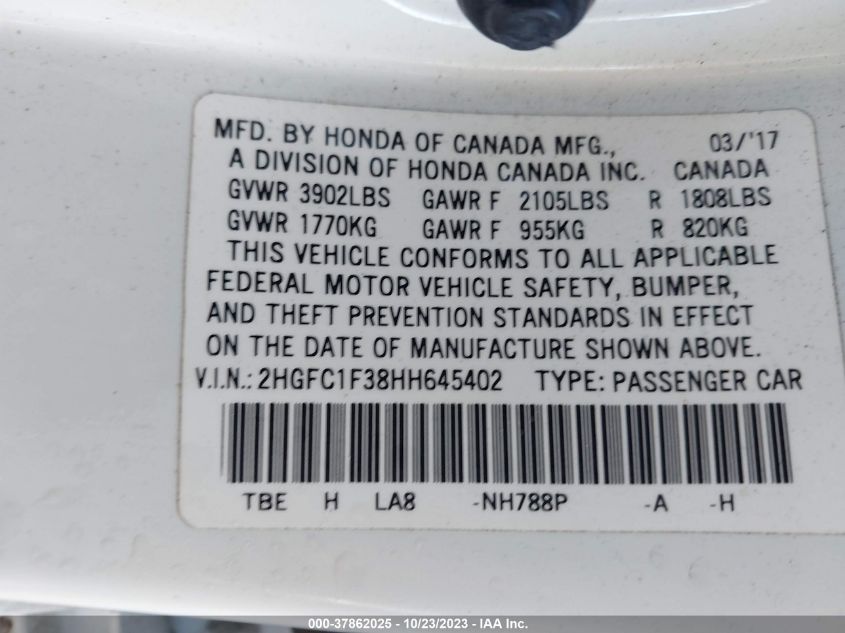 MFD. BY HONDA OF CANADA MFG., 03/'17
A DIVISION OF HONDA CANADA INC. CANADA
GVWR 3902LBS GAWR F 2105LBS R 1808LBS
GVWR 1770KG GAWR F 955KG R 820KG
THIS VEHICLE CONFORMS TO ALL APPLICABLE
FEDERAL MOTOR VEHICLE SAFETY, BUMPER,
AND THEFT PREVENTION STANDARDS IN EFFECT
ON THE DATE OF MANUFACTURE SHOWN ABOVE.
V.I.N.: 2HGFC1F38HH645402 TYPE: PASSENGER CAR
TBE H LA8 -NH788P -A -H
000-37862025 - 10/23/2023 - IAA Inc.